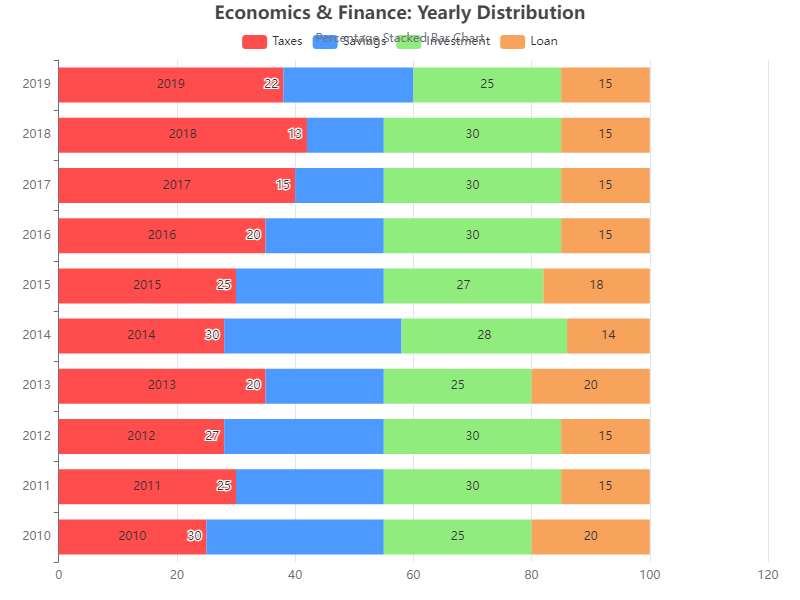 Economics & Finance: Yearly Distribution
Percentage Stacked Bar Chart
Taxes Savings Investment Loan
2019 2019 22 25 15
2018 2018 13 30 15
2017 2017 15 30 15
2016 2016 20 30 15
2015 2015 25 27 18
2014 2014 30 28 14
2013 2013 20 25 20
2012 2012 27 30 15
2011 2011 25 30 15
2010 2010 30 25 20
0 20 40 60 80 100 120